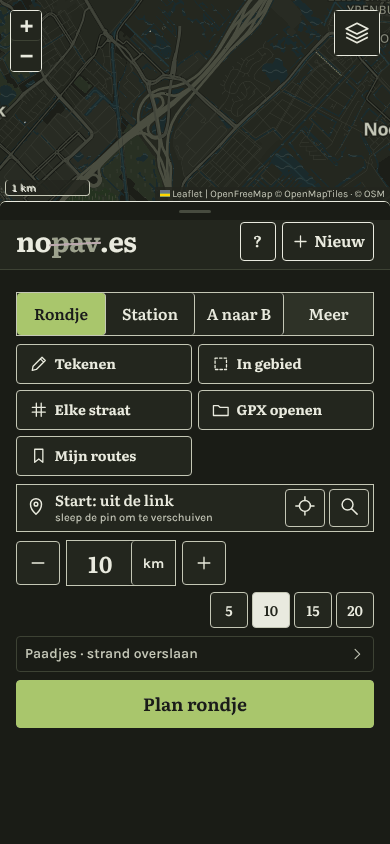 +
−
1 km
Leaflet | OpenFreeMap © OpenMapTiles · © OSM
nopav.es
?
+ Nieuw
Rondje
Station
A naar B
Meer
Tekenen
In gebied
Elke straat
GPX openen
Mijn routes
Start: uit de link
sleep de pin om te verschuiven
− 10 km +
5 10 15 20
Paadjes · strand overslaan
Plan rondje